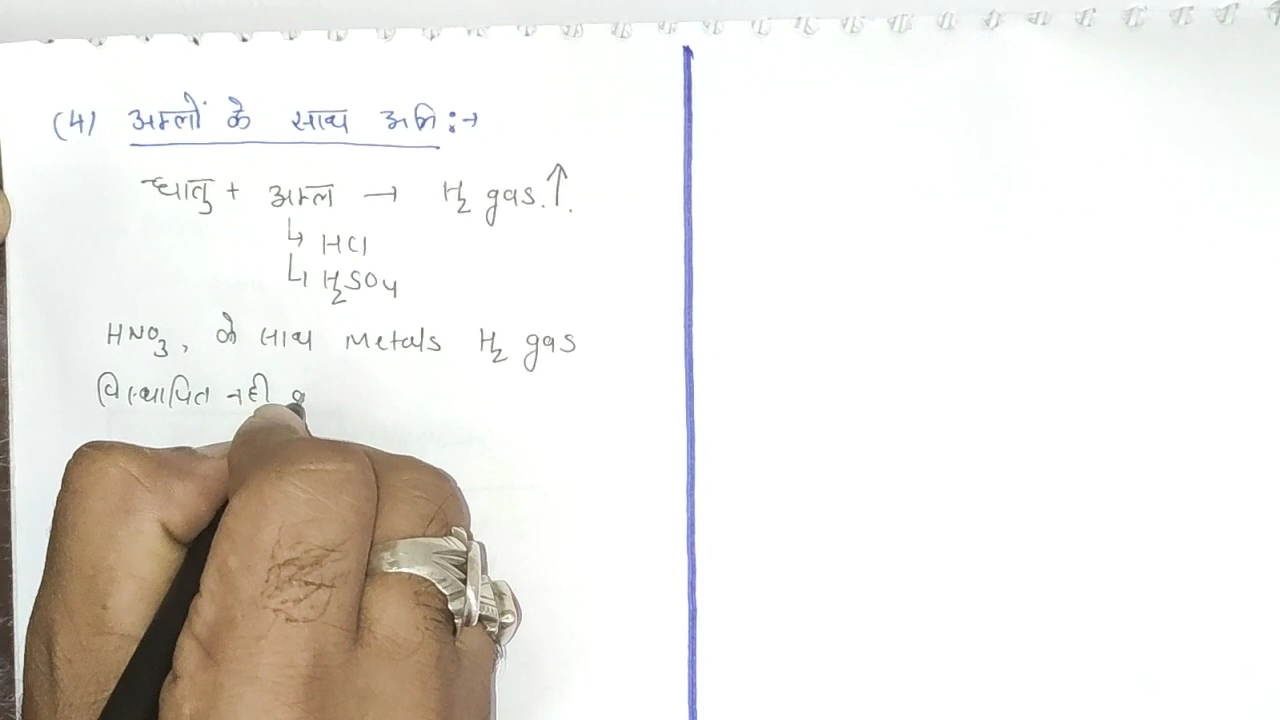 (4) अम्लों के साथ अभि :→
धातु + अम्ल → H2 gas.↑.
↳ HCl
↳ H2SO4
HNO3, के साथ Metals H2 gas
विस्थापित नही